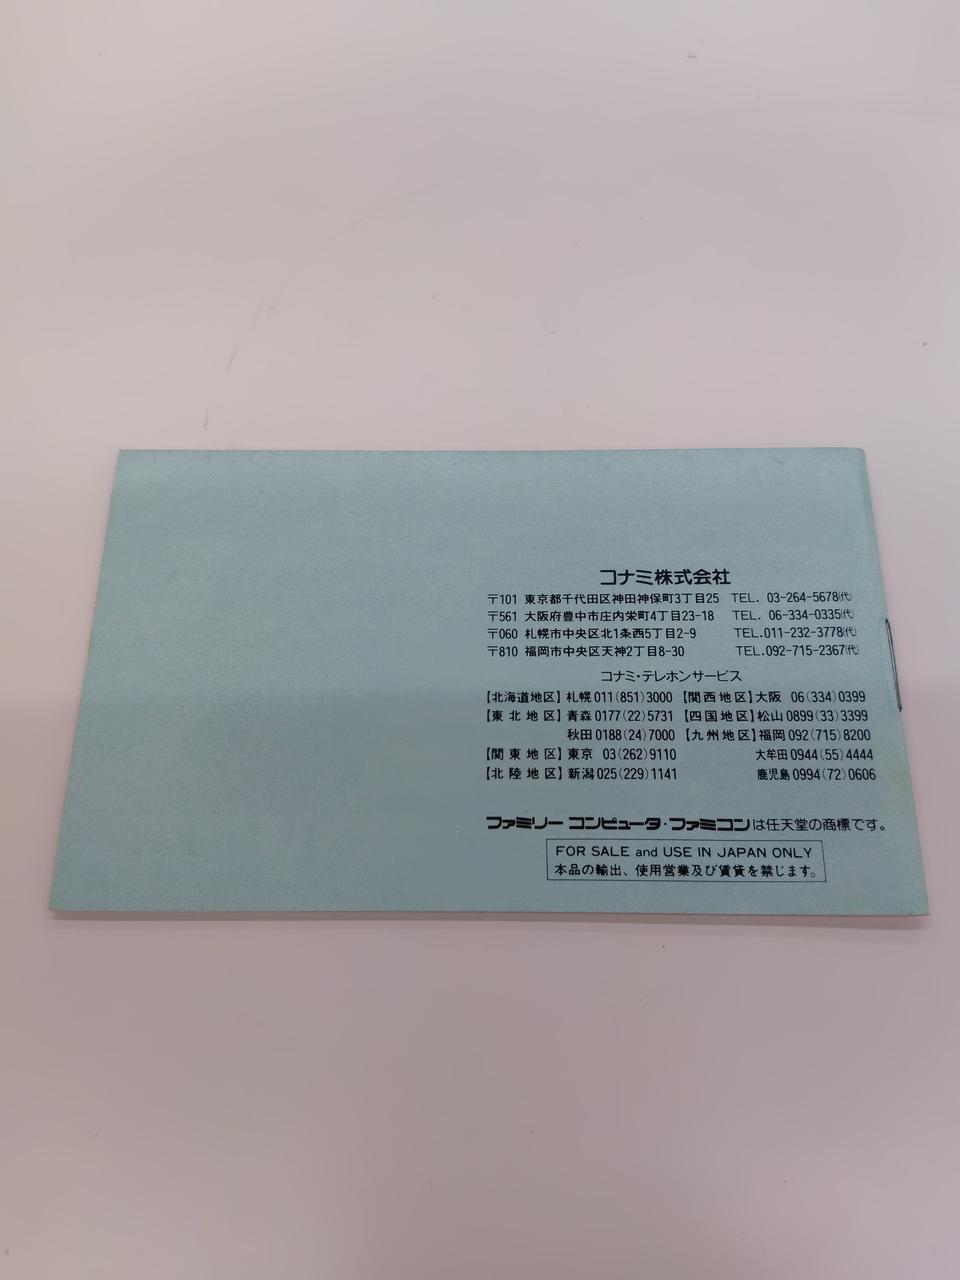 コナミ株式会社
〒101 東京都千代田区神田神保町3丁目25 TEL. 03-264-5678(代)
〒561 大阪府豊中市庄内栄町4丁目23-18 TEL. 06-334-0335(代)
〒060 札幌市中央区北1条西5丁目2-9 TEL.011-232-3778(代)
〒810 福岡市中央区天神2丁目8-30 TEL.092-715-2367(代)
コナミ・テレホンサービス
【北海道地区】札幌 011(851)3000 【関西地区】大阪 06(334)0399
【東北地区】青森 0177(22)5731 【四国地区】松山 0899(33)3399
秋田 0188(24)7000 【九州地区】福岡 092(715)8200
【関東地区】東京 03(262)9110 大牟田 0944(55)4444
【北陸地区】新潟 025(229)1141 鹿児島 0994(72)0606
ファミリーコンピュータ・ファミコンは任天堂の商標です。
FOR SALE and USE IN JAPAN ONLY
本品の輸出、使用営業及び賃貸を禁じます。